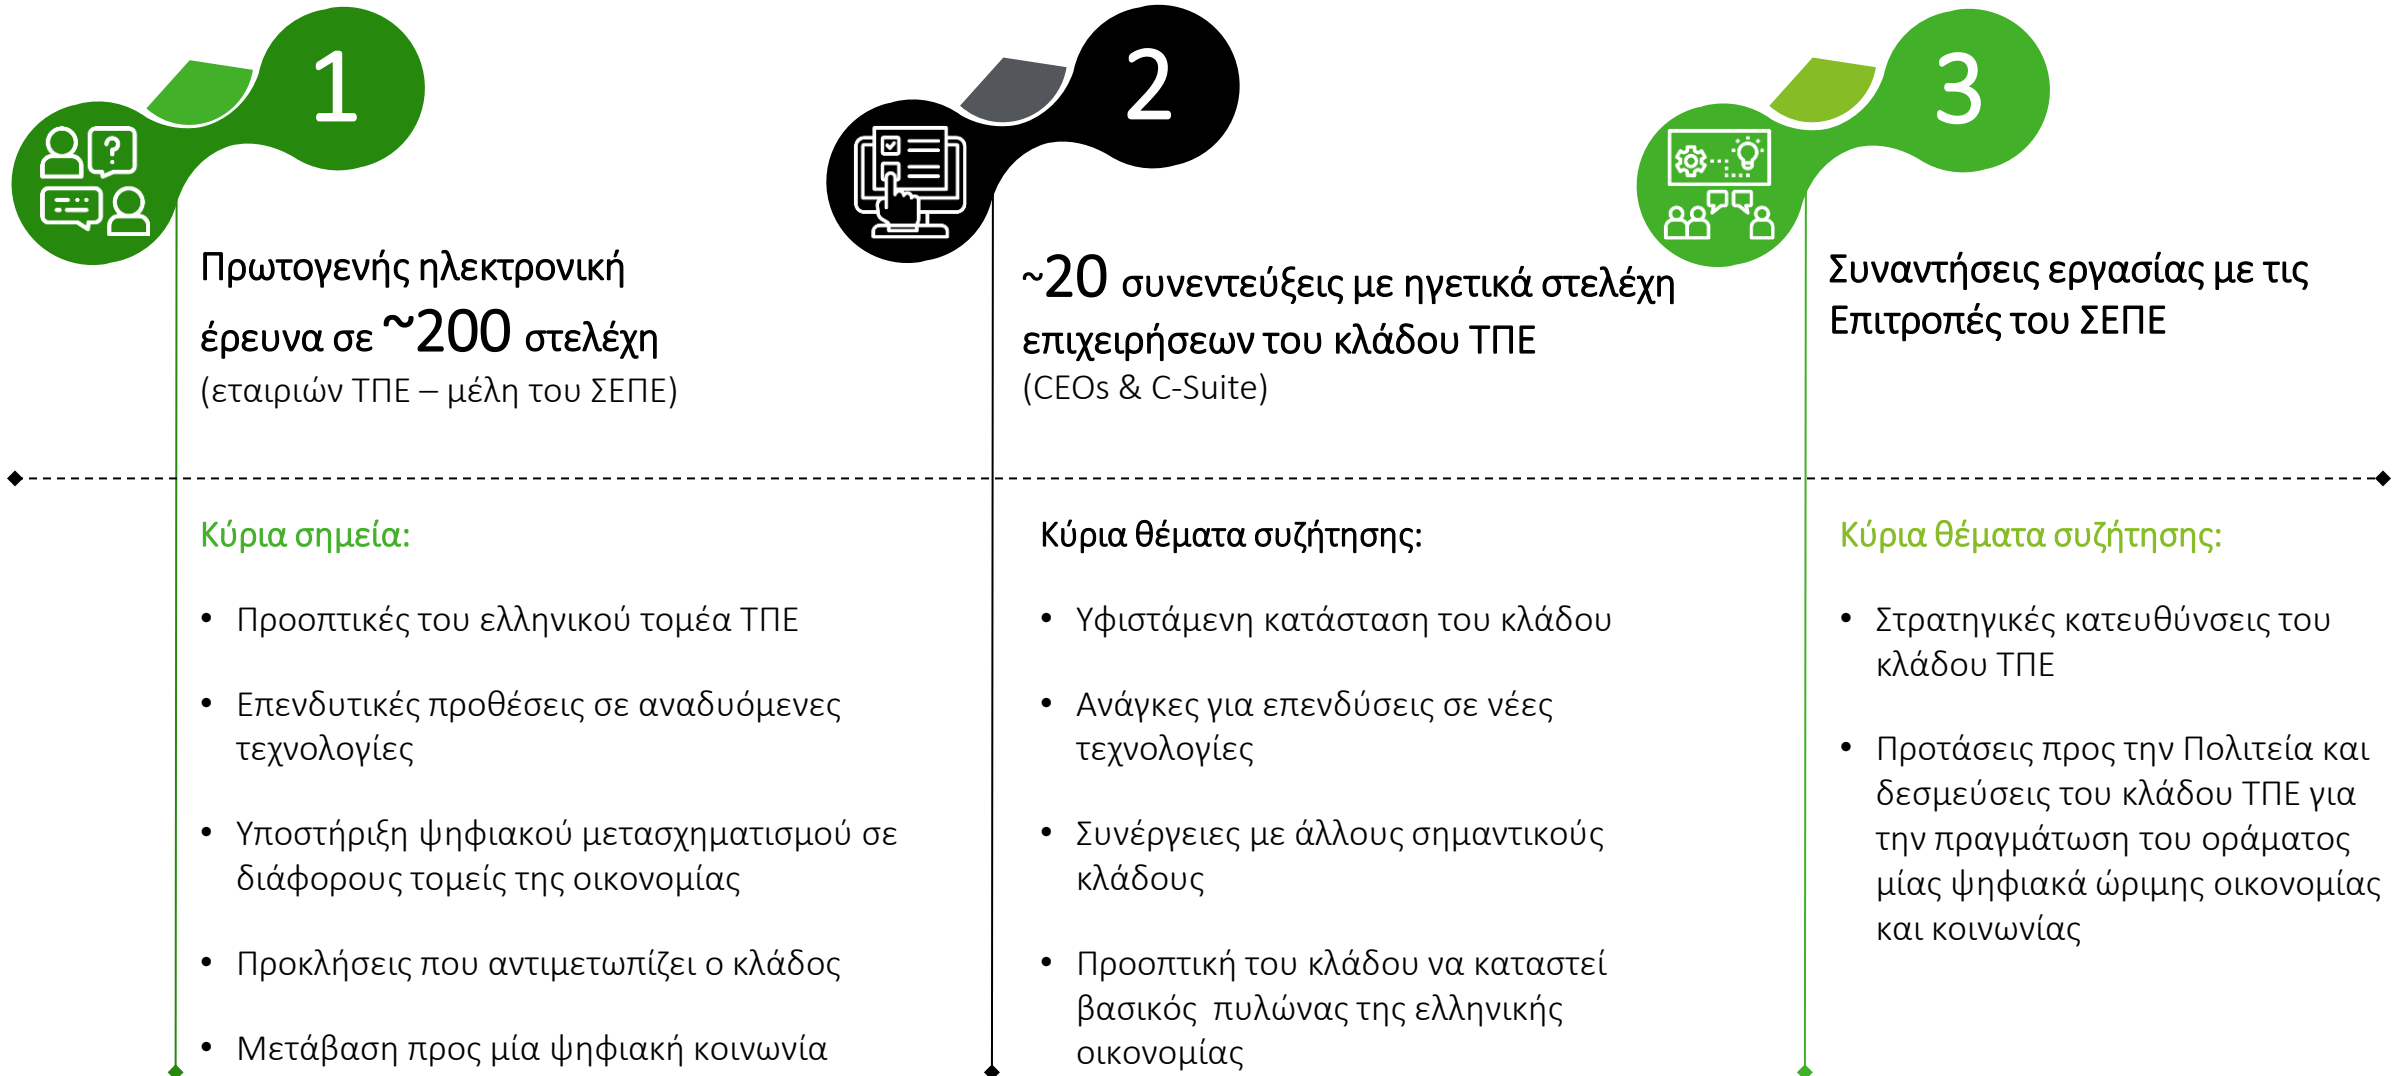 1
Πρωτογενής ηλεκτρονική
έρευνα σε ~200 στελέχη
(εταιριών ΤΠΕ – μέλη του ΣΕΠΕ)
Κύρια σημεία:
• Προοπτικές του ελληνικού τομέα ΤΠΕ
• Επενδυτικές προθέσεις σε αναδυόμενες
τεχνολογίες
• Υποστήριξη ψηφιακού μετασχηματισμού σε
διάφορους τομείς της οικονομίας
• Προκλήσεις που αντιμετωπίζει ο κλάδος
• Μετάβαση προς μία ψηφιακή κοινωνία
2
~20 συνεντεύξεις με ηγετικά στελέχη
επιχειρήσεων του κλάδου ΤΠΕ
(CEOs & C-Suite)
Κύρια θέματα συζήτησης:
• Υφιστάμενη κατάσταση του κλάδου
• Ανάγκες για επενδύσεις σε νέες
τεχνολογίες
• Συνέργειες με άλλους σημαντικούς
κλάδους
• Προοπτική του κλάδου να καταστεί
βασικός πυλώνας της ελληνικής
οικονομίας
3
Συναντήσεις εργασίας με τις
Επιτροπές του ΣΕΠΕ
Κύρια θέματα συζήτησης:
• Στρατηγικές κατευθύνσεις του
κλάδου ΤΠΕ
• Προτάσεις προς την Πολιτεία και
δεσμεύσεις του κλάδου ΤΠΕ για
την πραγμάτωση του οράματος
μίας ψηφιακά ώριμης οικονομίας
και κοινωνίας